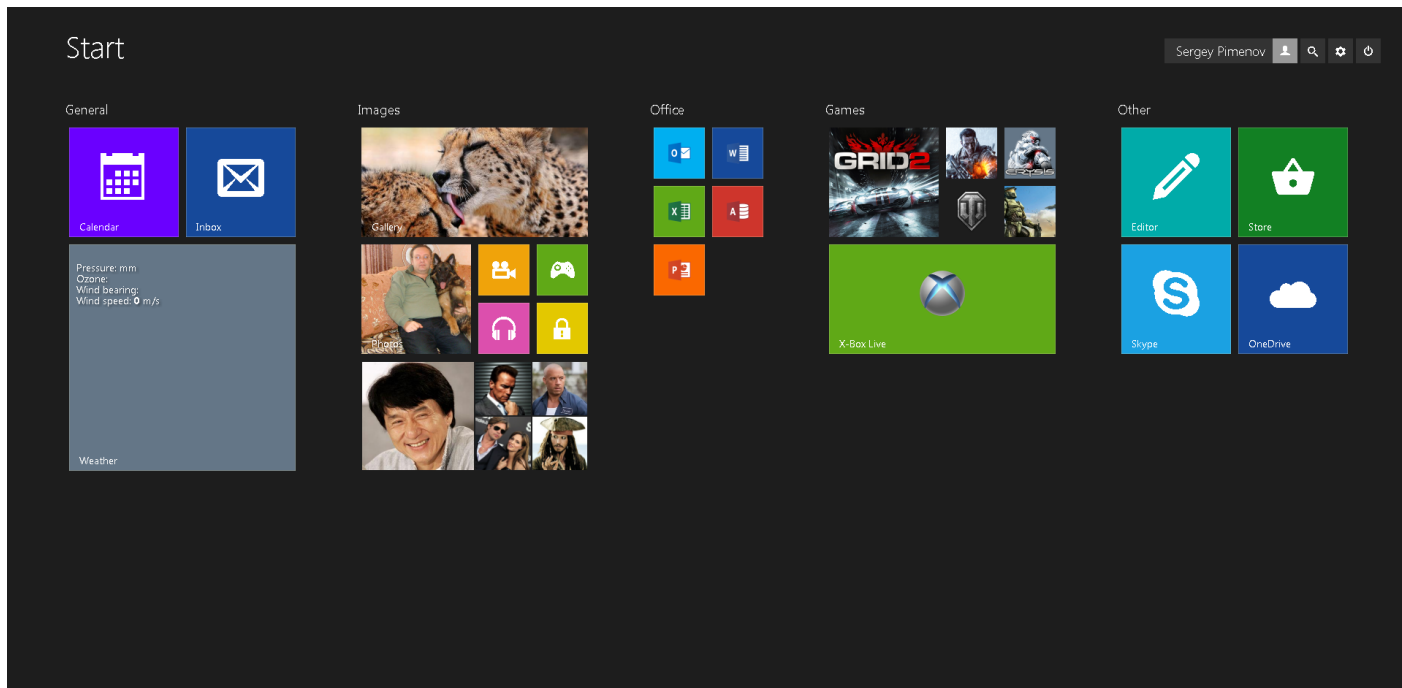 Start
Sergey Pimenov
General
Images
Office
Games
Other
Calendar
Inbox
Gallery
O
W
X
A
P
GRID2
CRYSIS
Editor
Store
Pressure: mm
Ozone:
Wind bearing:
Wind speed: 0 m/s
Photos
X-Box Live
S
Skype
OneDrive
Weather